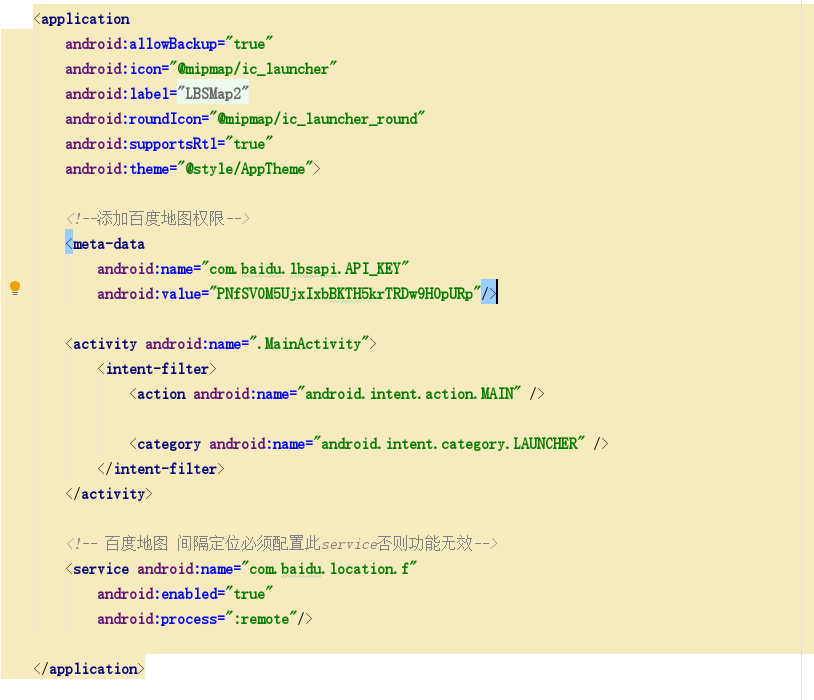 <application
android:allowBackup="true"
android:icon="@mipmap/ic_launcher"
android:label="LBSMap2"
android:roundIcon="@mipmap/ic_launcher_round"
android:supportsRtl="true"
android:theme="@style/AppTheme">
<!--添加百度地图权限-->
<meta-data
android:name="com.baidu.lbsapi.API_KEY"
android:value="PNfSV0M5UjxIxbBKTH5krTRDw9H0pURp"/>
<activity android:name=".MainActivity">
<intent-filter>
<action android:name="android.intent.action.MAIN" />
<category android:name="android.intent.category.LAUNCHER" />
</intent-filter>
</activity>
<!-- 百度地图 间隔定位必须配置此service否则功能无效-->
<service android:name="com.baidu.location.f"
android:enabled="true"
android:process=":remote"/>
</application>